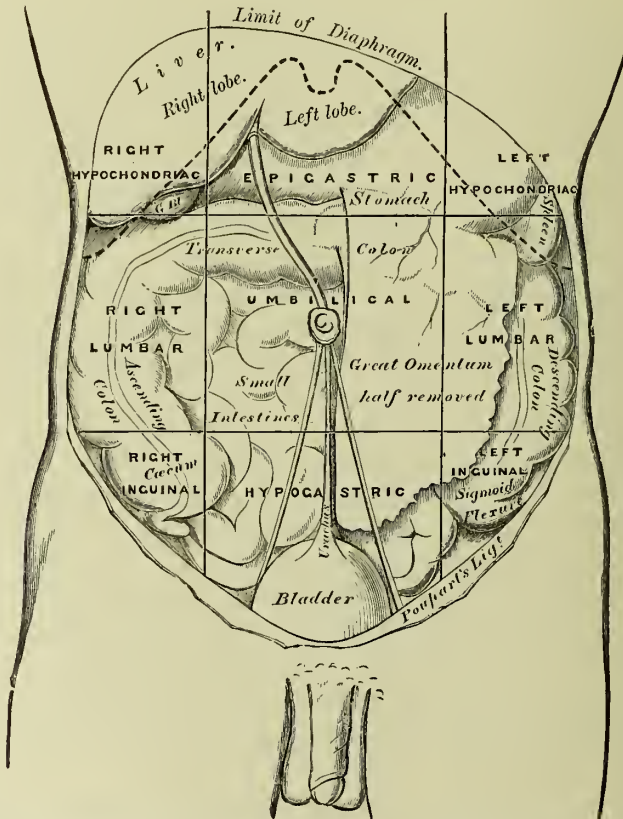 Limit of Diaphragm.
Liver.
Right lobe.
Left lobe.
RIGHT
HYPOCHONDRIAC
EPIGASTRIC
LEFT
HYPOCHONDRIAC
G. Bl
Stomach
Spleen
Transverse
Colon
UMBILICAL
RIGHT
LUMBAR
LEFT
LUMBAR
Ascending
Colon
Small
Intestines
Great Omentum
half removed
Descending
Colon
RIGHT
Cæcum
INGUINAL
HYPOGASTRIC
LEFT
INGUINAL
Sigmoid
Flexure
Urachus
Bladder
Poupart's Ligt